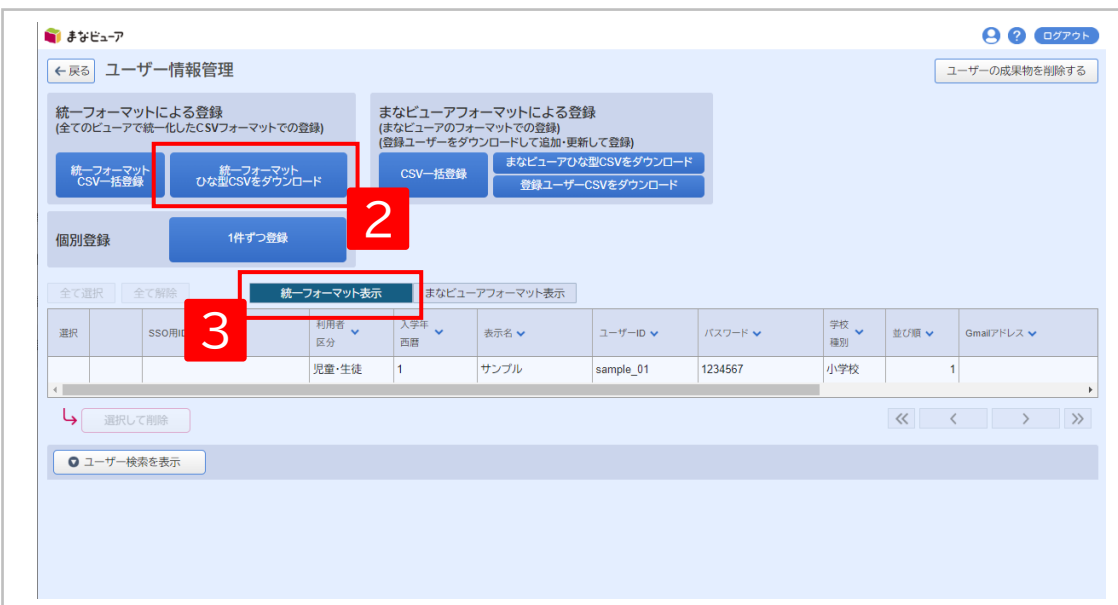 まなビューア
ログアウト
←戻る ユーザー情報管理
ユーザーの成果物を削除する
統一フォーマットによる登録
(全てのビューアで統一化したCSVフォーマットでの登録)
統一フォーマット
CSV一括登録
統一フォーマット
ひな型CSVをダウンロード
2
まなビューアフォーマットによる登録
(まなビューアのフォーマットでの登録)
(登録ユーザーをダウンロードして追加・更新して登録)
CSV一括登録
まなビューアひな型CSVをダウンロード
登録ユーザーCSVをダウンロード
個別登録
1件ずつ登録
全て選択 全て解除
3
統一フォーマット表示 まなビューアフォーマット表示
選択 SSO用ID 利用者区分 入学年西暦 表示名 ユーザーID パスワード 学校種別 並び順 Gmailアドレス
児童・生徒 1 サンプル sample_01 1234567 小学校 1
選択して削除
ユーザー検索を表示